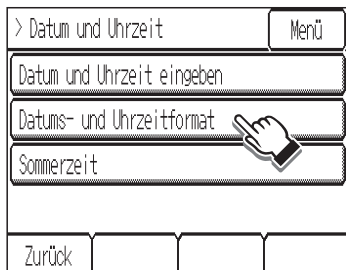 > Datum und Uhrzeit
Menü
Datum und Uhrzeit eingeben
Datums- und Uhrzeitformat
Sommerzeit
Zurück